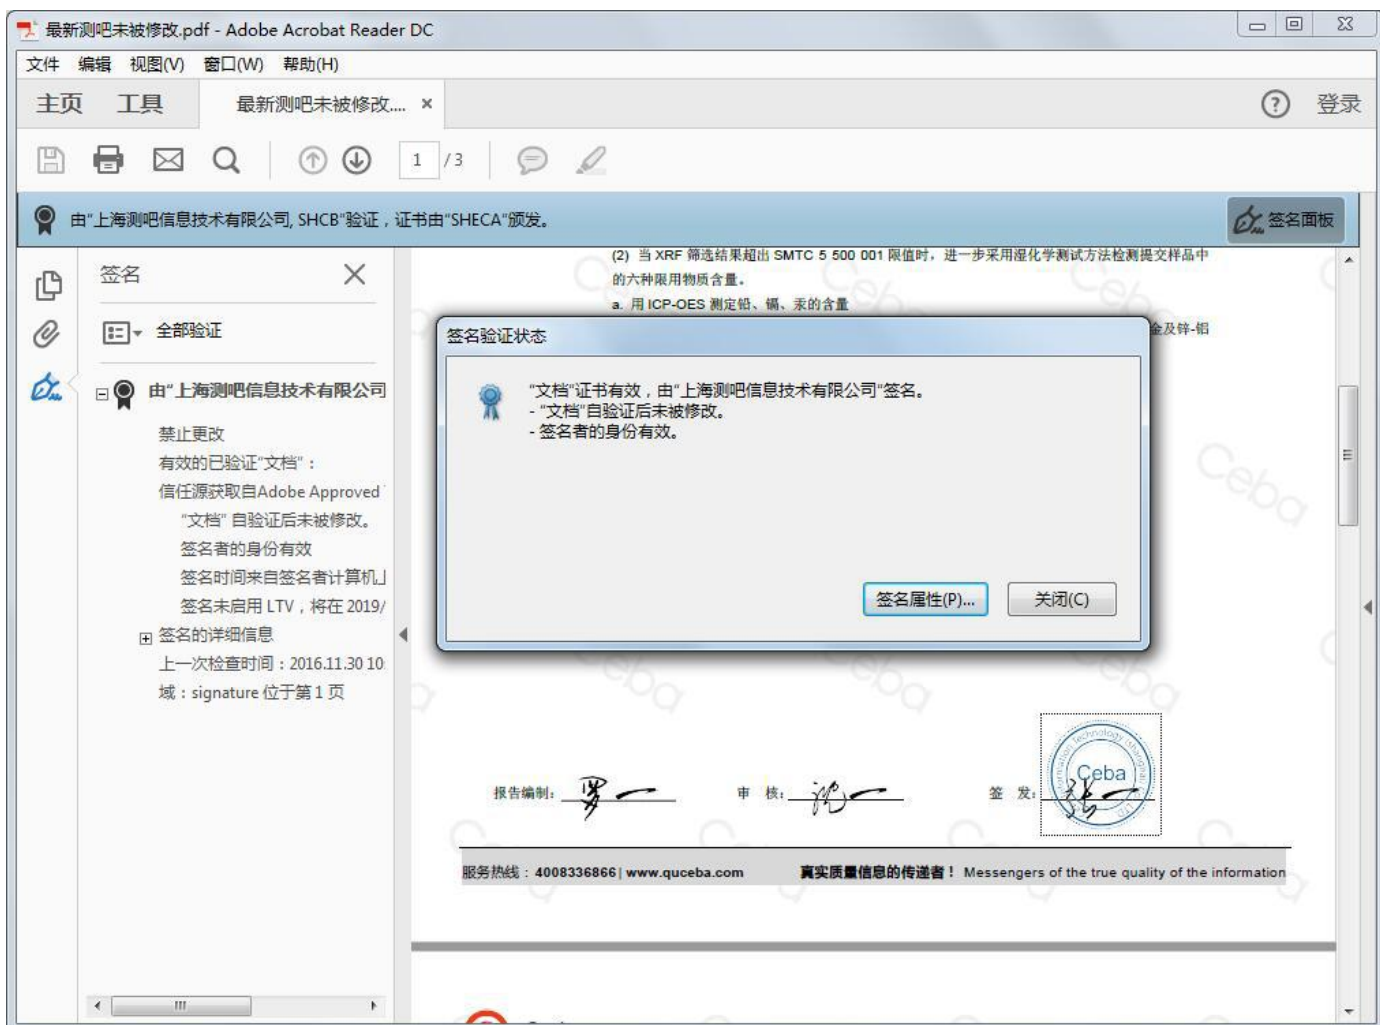 最新测吧未被修改.pdf - Adobe Acrobat Reader DC
文件 编辑 视图(V) 窗口(W) 帮助(H)
主页 工具 最新测吧未被修改.... × ? 登录
1 /3
由"上海测吧信息技术有限公司, SHCB"验证，证书由"SHECA"颁发。
签名面板
签名
全部验证
由"上海测吧信息技术有限公司
禁止更改
有效的已验证"文档"：
信任源获取自Adobe Approved
"文档" 自验证后未被修改。
签名者的身份有效
签名时间来自签名者计算机上
签名未启用 LTV，将在 2019/
签名的详细信息
上一次检查时间：2016.11.30 10:
域：signature 位于第 1 页
(2) 当 XRF 筛选结果超出 SMTC 5 500 001 限值时，进一步采用湿化学测试方法检测提交样品中
的六种限用物质含量。
a. 用 ICP-OES 测定铅、镉、汞的含量
金及锌-铝
签名验证状态
"文档"证书有效，由"上海测吧信息技术有限公司"签名。
- "文档"自验证后未被修改。
- 签名者的身份有效。
签名属性(P)... 关闭(C)
报告编制： 审 核： 签 发：
Ceba
服务热线：4008336866| www.quceba.com 真实质量信息的传递者！ Messengers of the true quality of the information